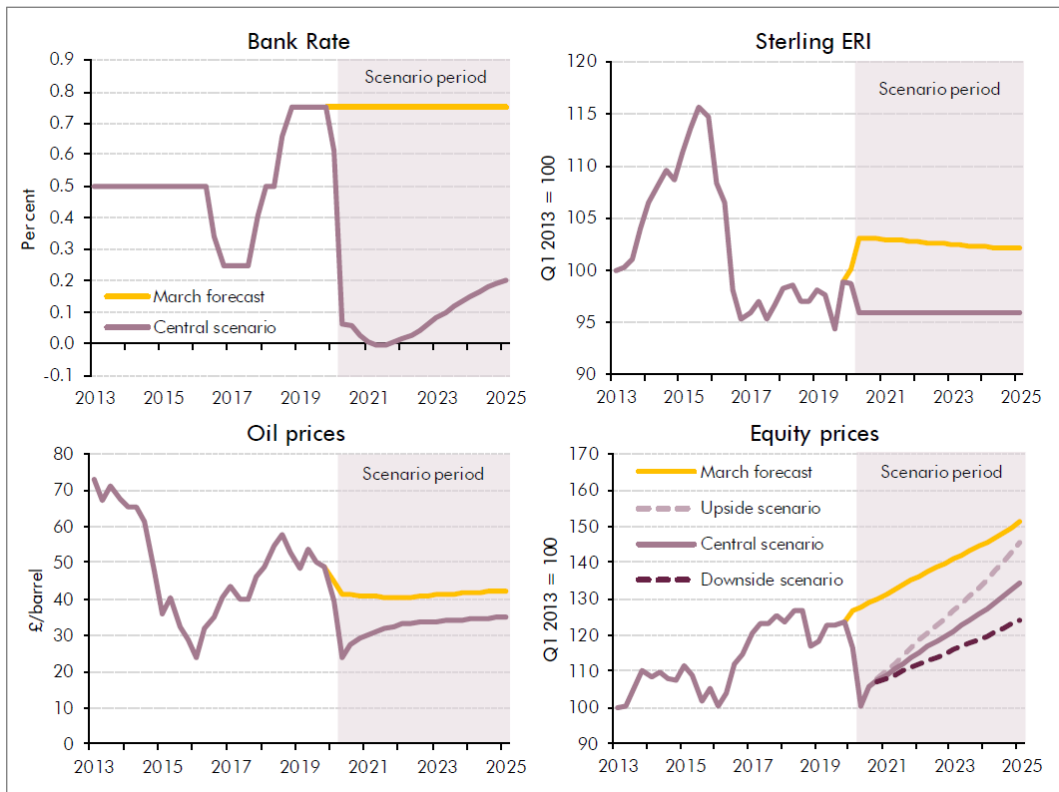 Bank Rate
0.9
0.8
0.7
0.6
0.5
0.4
0.3
0.2
0.1
0.0
-0.1
Percent
Scenario period
March forecast
Central scenario
2013 2015 2017 2019 2021 2023 2025
Sterling ERI
120
115
110
105
100
95
90
Q1 2013 = 100
Scenario period
2013 2015 2017 2019 2021 2023 2025
Oil prices
80
70
60
50
40
30
20
10
0
£/barrel
Scenario period
2013 2015 2017 2019 2021 2023 2025
Equity prices
170
160
150
140
130
120
110
100
90
Q1 2013 = 100
March forecast
Upside scenario
Central scenario
Downside scenario
Scenario period
2013 2015 2017 2019 2021 2023 2025